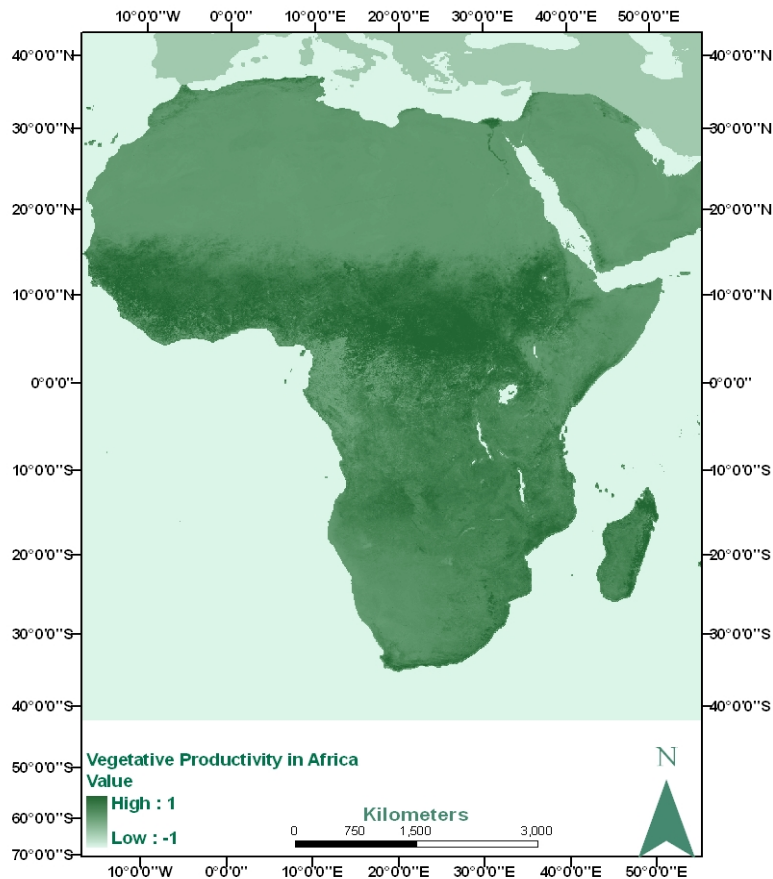 10°0'0"W 0°0'0" 10°0'0"E 20°0'0"E 30°0'0"E 40°0'0"E 50°0'0"E
40°0'0"N 40°0'0"N
30°0'0"N 30°0'0"N
20°0'0"N 20°0'0"N
10°0'0"N 10°0'0"N
0°0'0" 0°0'0"
10°0'0"S 10°0'0"S
20°0'0"S 20°0'0"S
30°0'0"S 30°0'0"S
40°0'0"S 40°0'0"S
50°0'0"S
60°0'0"S
70°0'0"S
Vegetative Productivity in Africa
Value
High : 1
Low : -1
Kilometers
0 750 1,500 3,000
N
10°0'0"W 0°0'0" 10°0'0"E 20°0'0"E 30°0'0"E 40°0'0"E 50°0'0"E